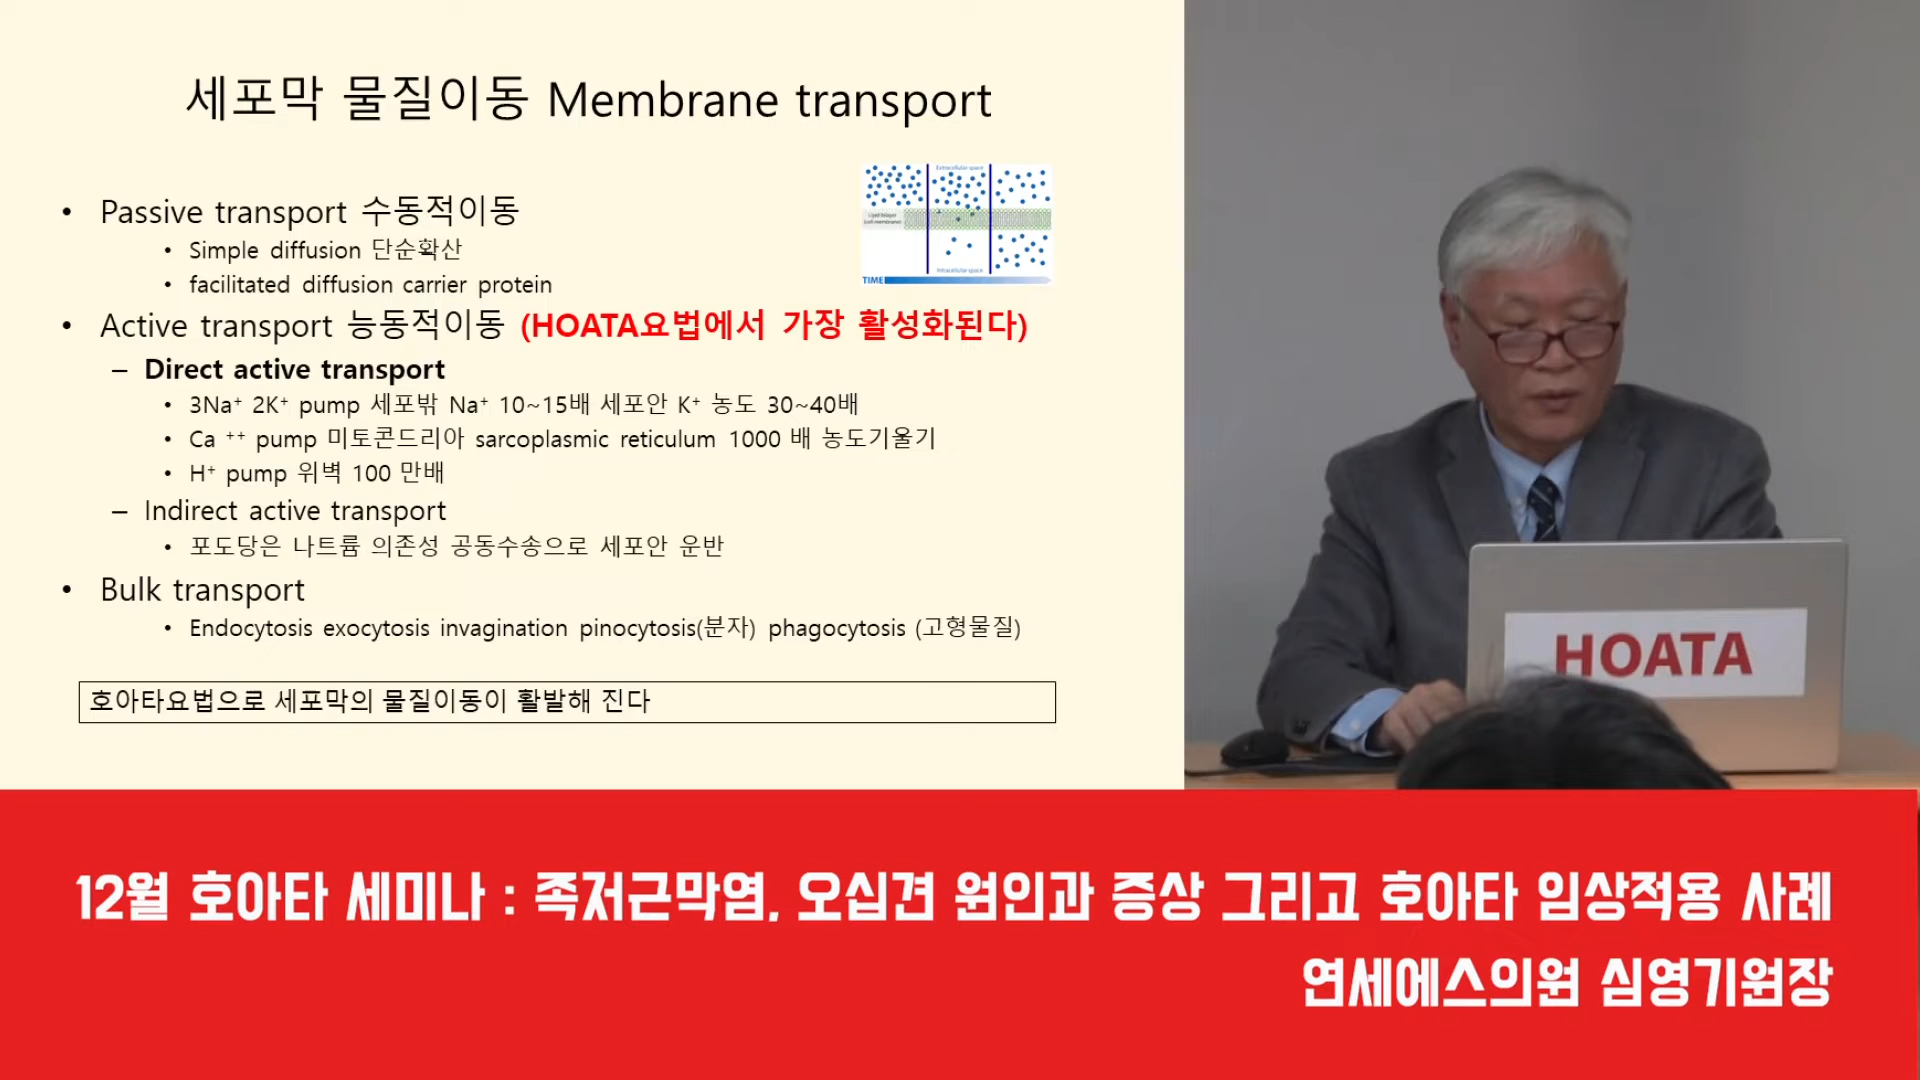 세포막 물질이동 Membrane transport
• Passive transport 수동적이동
• Simple diffusion 단순확산
• facilitated diffusion carrier protein
Extracellular space
Lipid bilayer
(cell membrane)
Intracellular space
TIME
• Active transport 능동적이동 (HOATA요법에서 가장 활성화된다)
– Direct active transport
• 3Na⁺ 2K⁺ pump 세포밖 Na⁺ 10~15배 세포안 K⁺ 농도 30~40배
• Ca ⁺⁺ pump 미토콘드리아 sarcoplasmic reticulum 1000 배 농도기울기
• H⁺ pump 위벽 100 만배
– Indirect active transport
• 포도당은 나트륨 의존성 공동수송으로 세포안 운반
• Bulk transport
• Endocytosis exocytosis invagination pinocytosis(분자) phagocytosis (고형물질)
호아타요법으로 세포막의 물질이동이 활발해 진다
HOATA
12월 호아타 세미나 : 족저근막염, 오십견 원인과 증상 그리고 호아타 임상적용 사례
연세에스의원 심영기원장